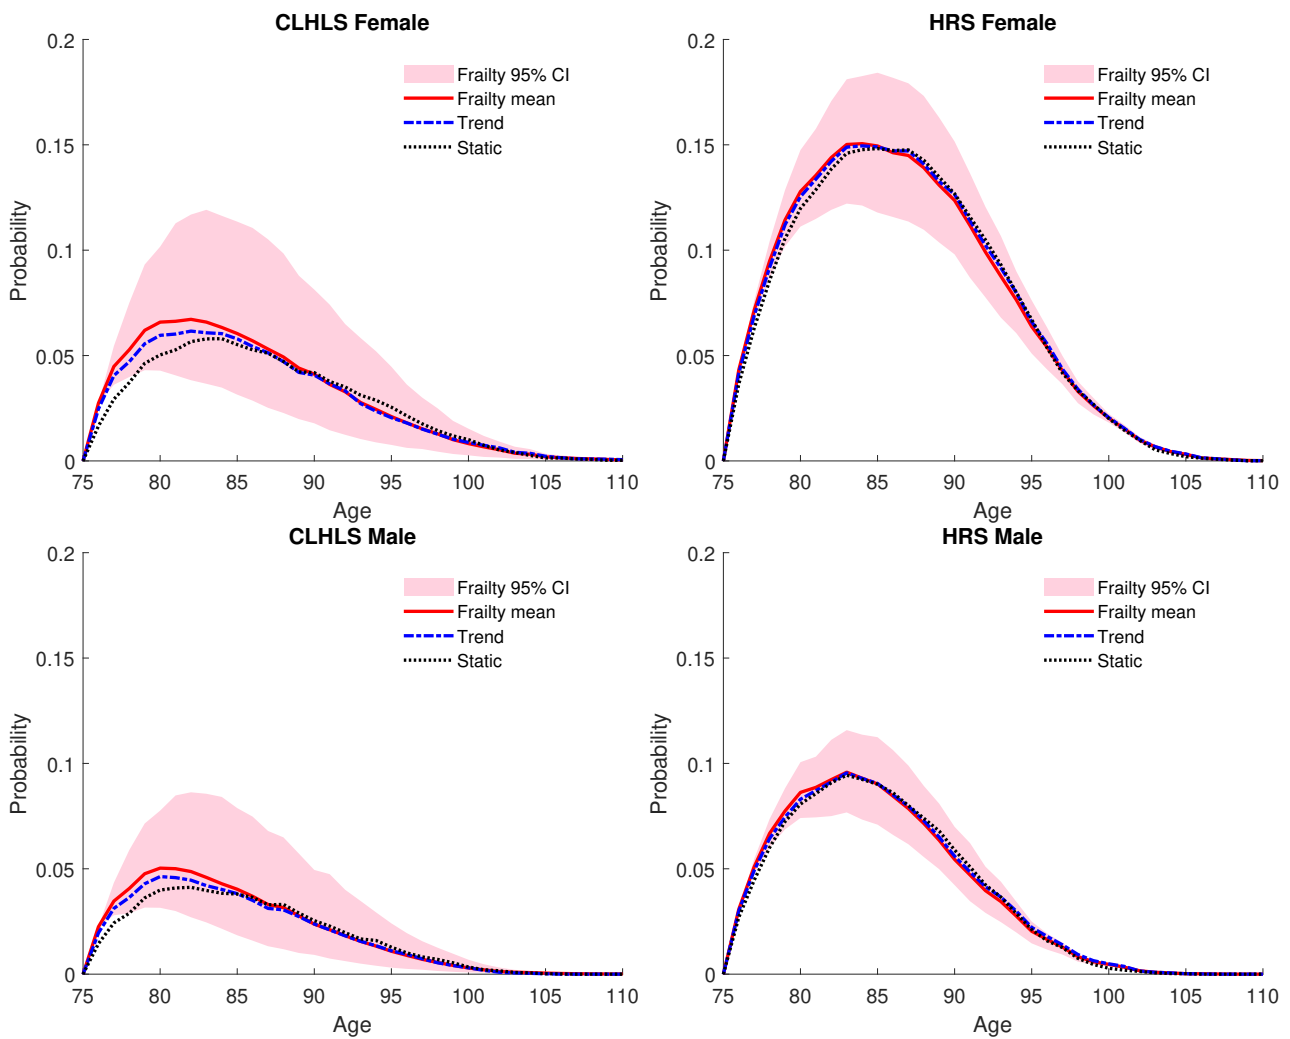 CLHLS Female
0.2
0.15
0.1
0.05
0
Probability
Frailty 95% CI
Frailty mean
Trend
Static
75 80 85 90 95 100 105 110
Age
HRS Female
0.2
0.15
0.1
0.05
0
Probability
Frailty 95% CI
Frailty mean
Trend
Static
75 80 85 90 95 100 105 110
Age
CLHLS Male
0.2
0.15
0.1
0.05
0
Probability
Frailty 95% CI
Frailty mean
Trend
Static
75 80 85 90 95 100 105 110
Age
HRS Male
0.2
0.15
0.1
0.05
0
Probability
Frailty 95% CI
Frailty mean
Trend
Static
75 80 85 90 95 100 105 110
Age